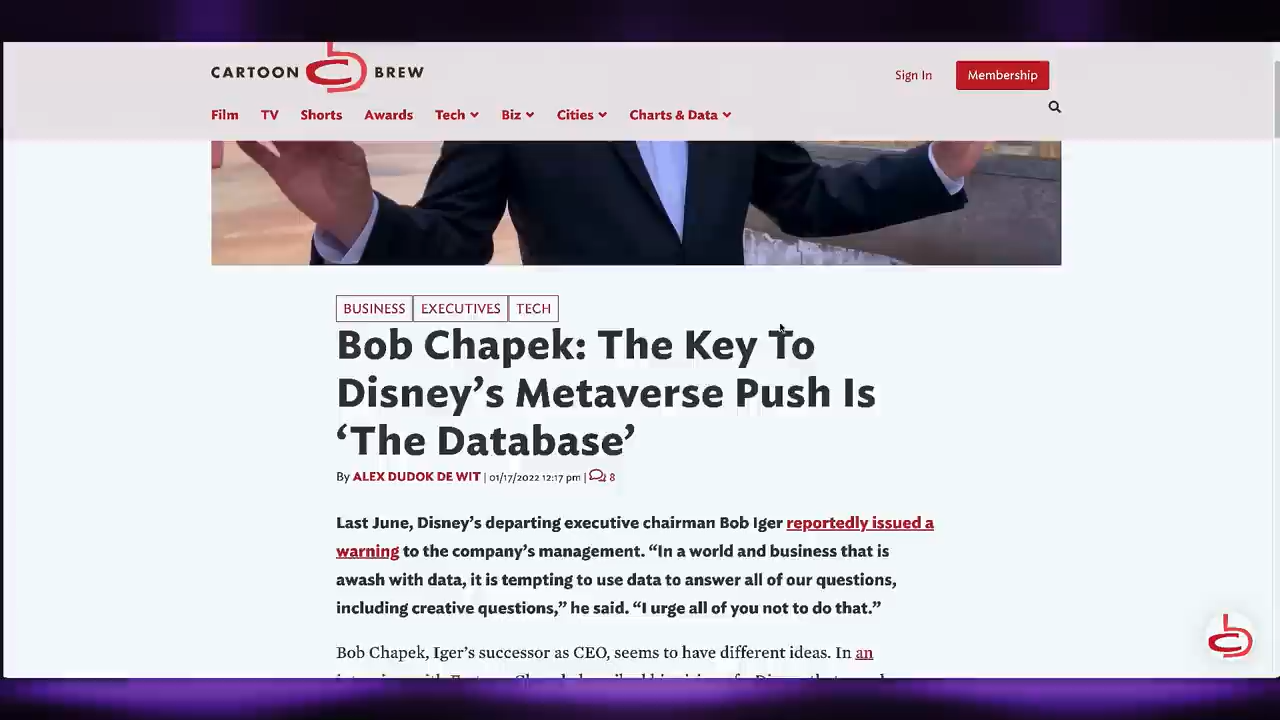 CARTOON BREW
Sign In
Membership
Film TV Shorts Awards Tech Biz Cities Charts & Data
BUSINESS EXECUTIVES TECH
Bob Chapek: The Key To
Disney’s Metaverse Push Is
‘The Database’
By ALEX DUDOK DE WIT | 01/17/2022 12:17 pm | 8
Last June, Disney’s departing executive chairman Bob Iger reportedly issued a
warning to the company’s management. “In a world and business that is
awash with data, it is tempting to use data to answer all of our questions,
including creative questions,” he said. “I urge all of you not to do that.”
Bob Chapek, Iger’s successor as CEO, seems to have different ideas. In an